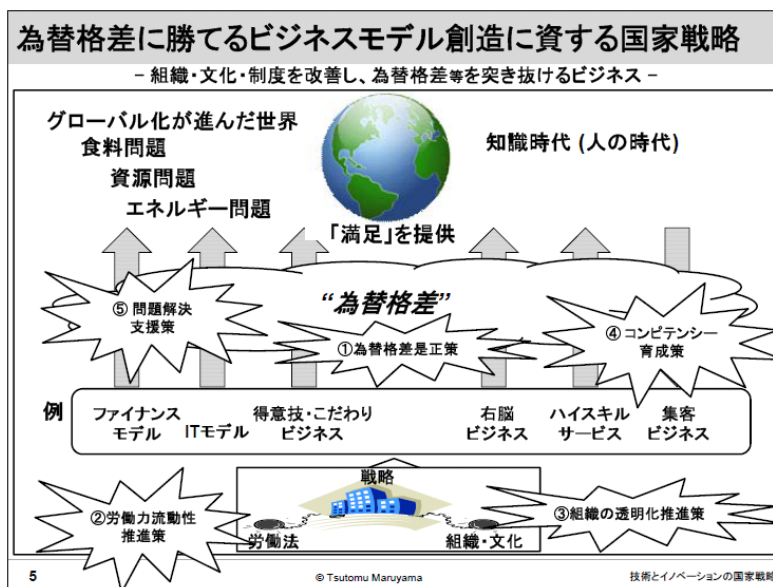 為替格差に勝てるビジネスモデル創造に資する国家戦略
– 組織・文化・制度を改善し、為替格差等を突き抜けるビジネス –
グローバル化が進んだ世界
食料問題
資源問題
エネルギー問題
知識時代 (人の時代)
「満足」を提供
“為替格差”
⑤ 問題解決
支援策
①為替格差是正策
④ コンピテンシー
育成策
例
ファイナンス
モデル
ITモデル
得意技・こだわり
ビジネス
右脳
ビジネス
ハイスキル
サービス
集客
ビジネス
戦略
労働法
組織・文化
②労働力流動性
推進策
③組織の透明化推進策
5
© Tsutomu Maruyama
技術とイノベーションの国家戦略